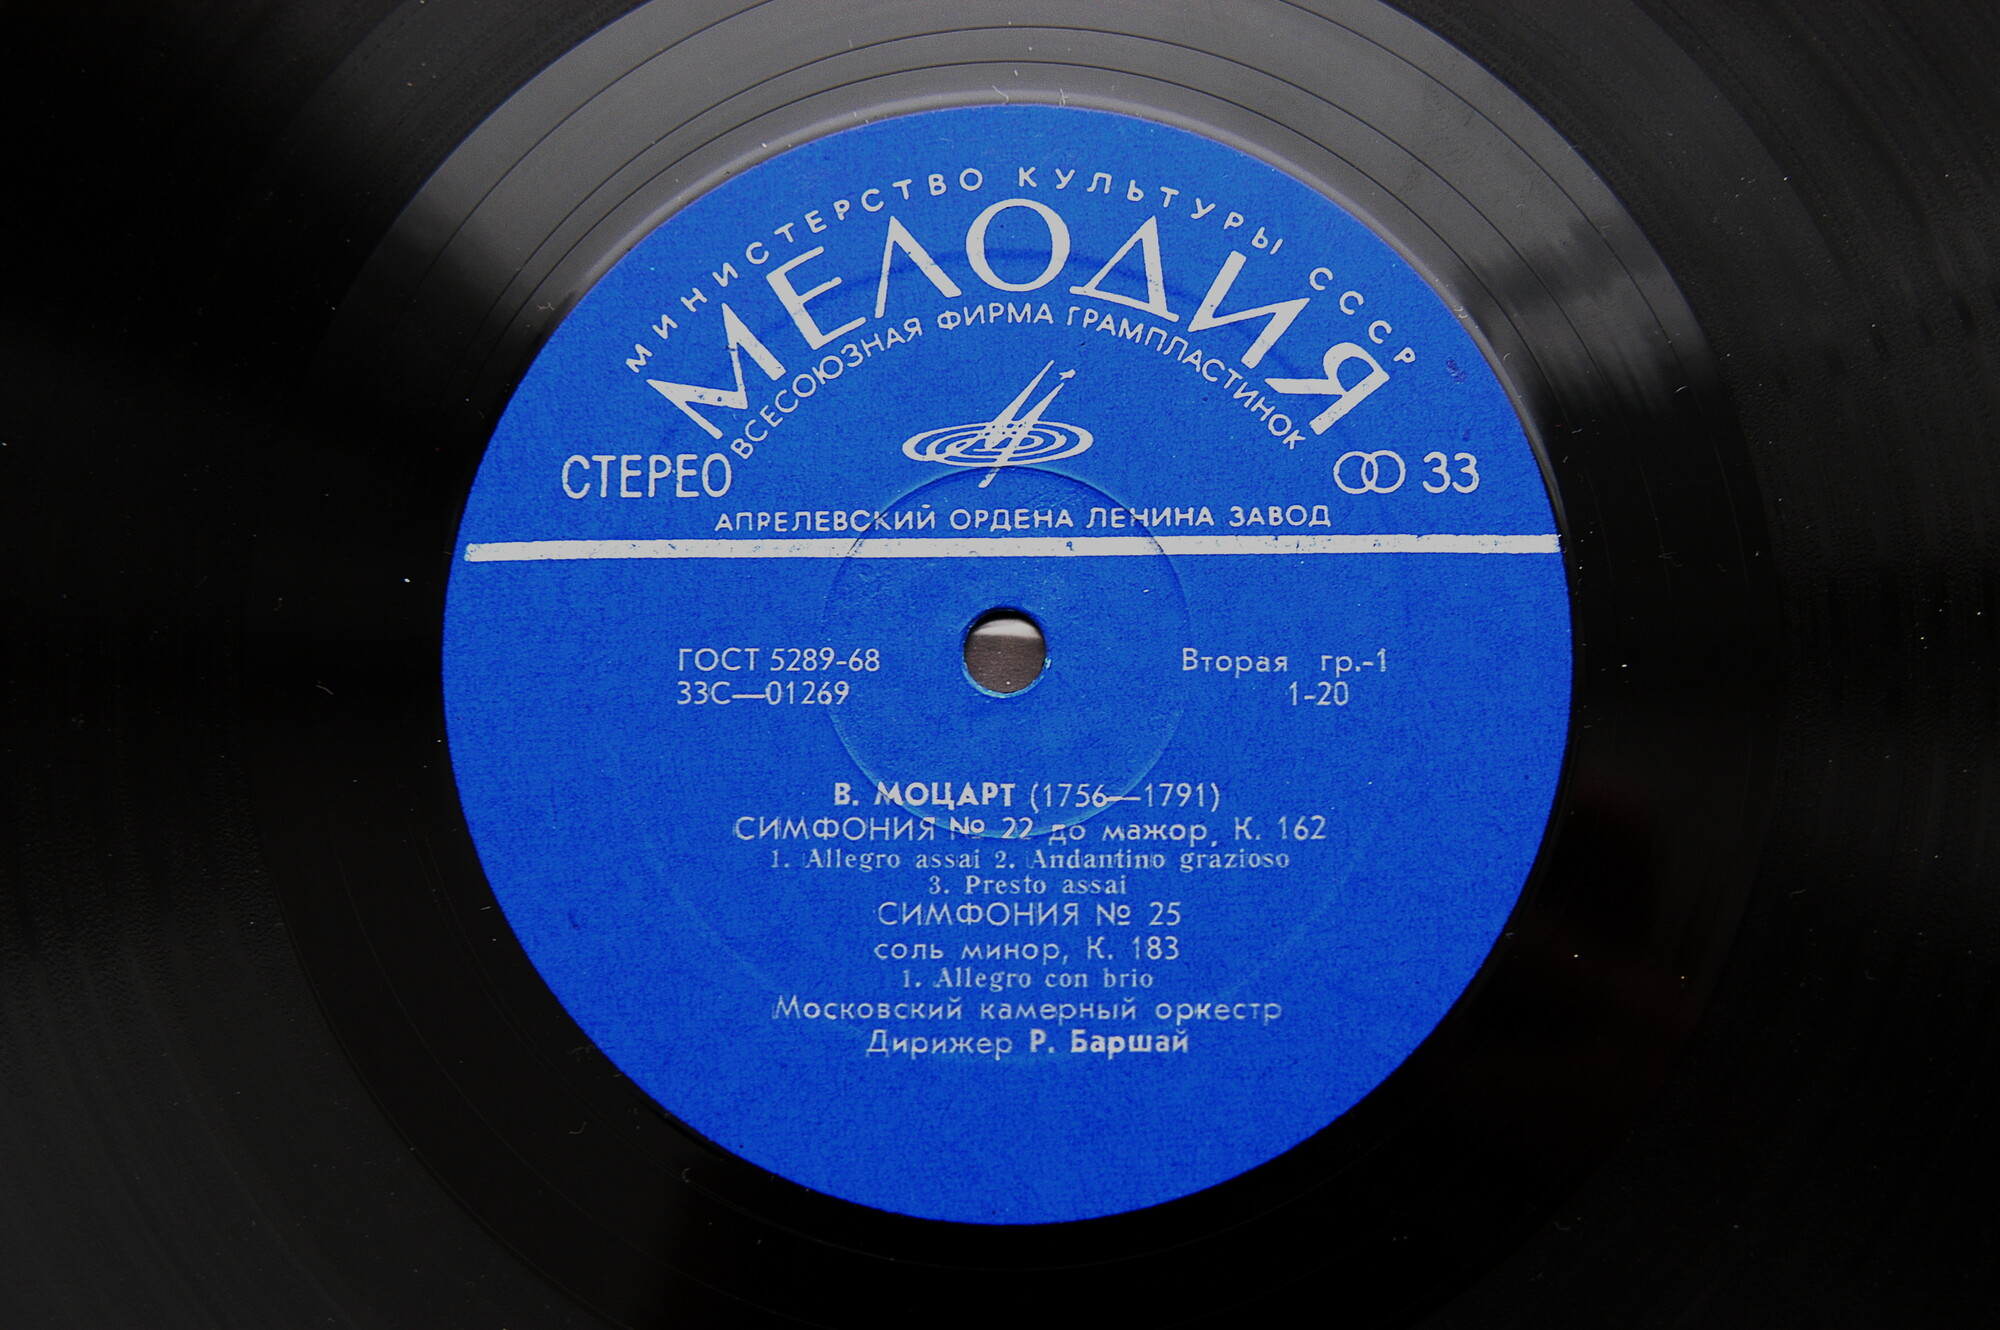 МИНИСТЕРСТВО КУЛЬТУРЫ СССР
МЕЛОДИЯ
ВСЕСОЮЗНАЯ ФИРМА ГРАМПЛАСТИНОК
СТЕРЕО
33
АПРЕЛЕВСКИЙ ОРДЕНА ЛЕНИНА ЗАВОД
ГОСТ 5289-68
33С—01269
Вторая гр.-1
1-20
В. МОЦАРТ (1756—1791)
СИМФОНИЯ № 22 до мажор, К. 162
1. Allegro assai 2. Andantino grazioso
3. Presto assai
СИМФОНИЯ № 25
соль минор, К. 183
1. Allegro con brio
Московский камерный оркестр
Дирижер Р. Баршай